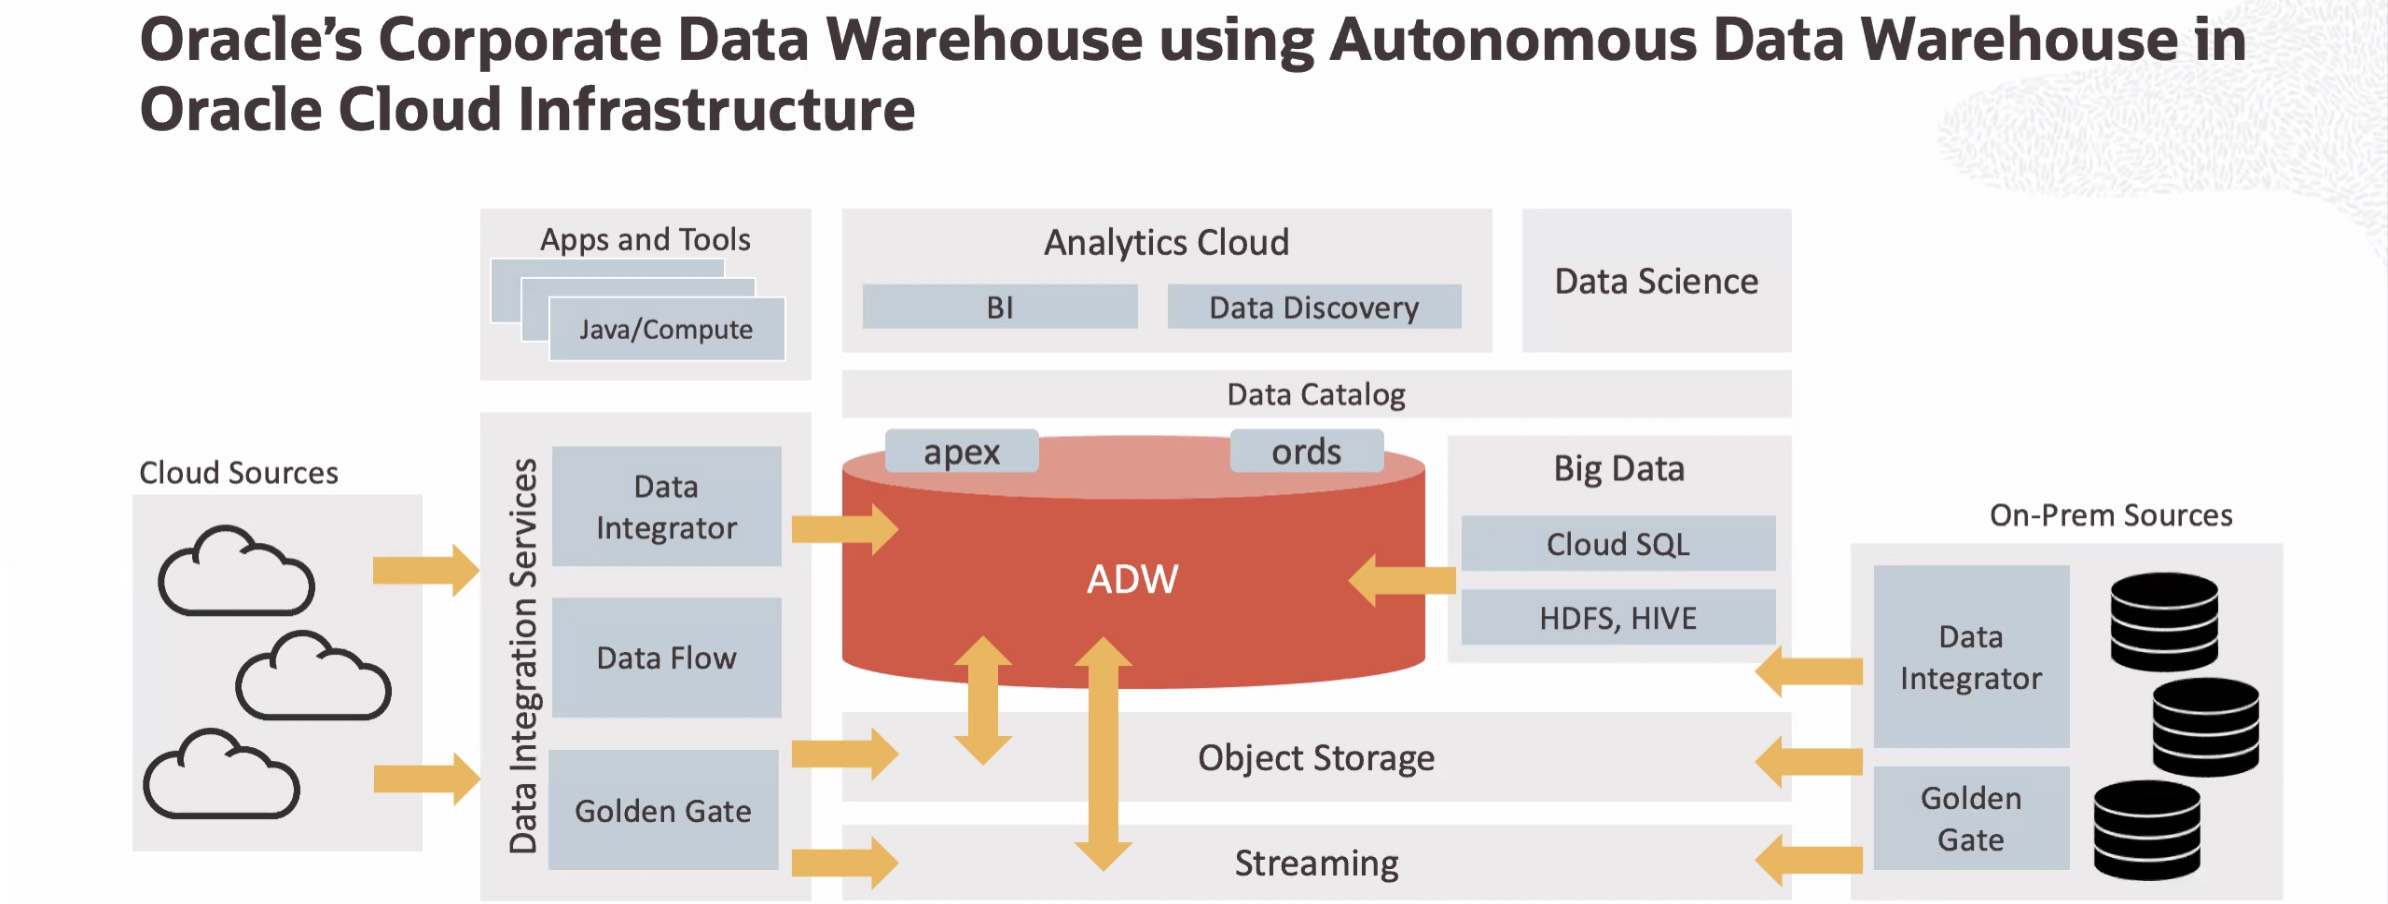 Oracle’s Corporate Data Warehouse using Autonomous Data Warehouse in
Oracle Cloud Infrastructure
Apps and Tools
Java/Compute
Analytics Cloud
BI
Data Discovery
Data Science
Data Catalog
Cloud Sources
Data Integration Services
Data
Integrator
Data Flow
Golden Gate
apex
ords
ADW
Big Data
Cloud SQL
HDFS, HIVE
Object Storage
Streaming
On-Prem Sources
Data
Integrator
Golden
Gate